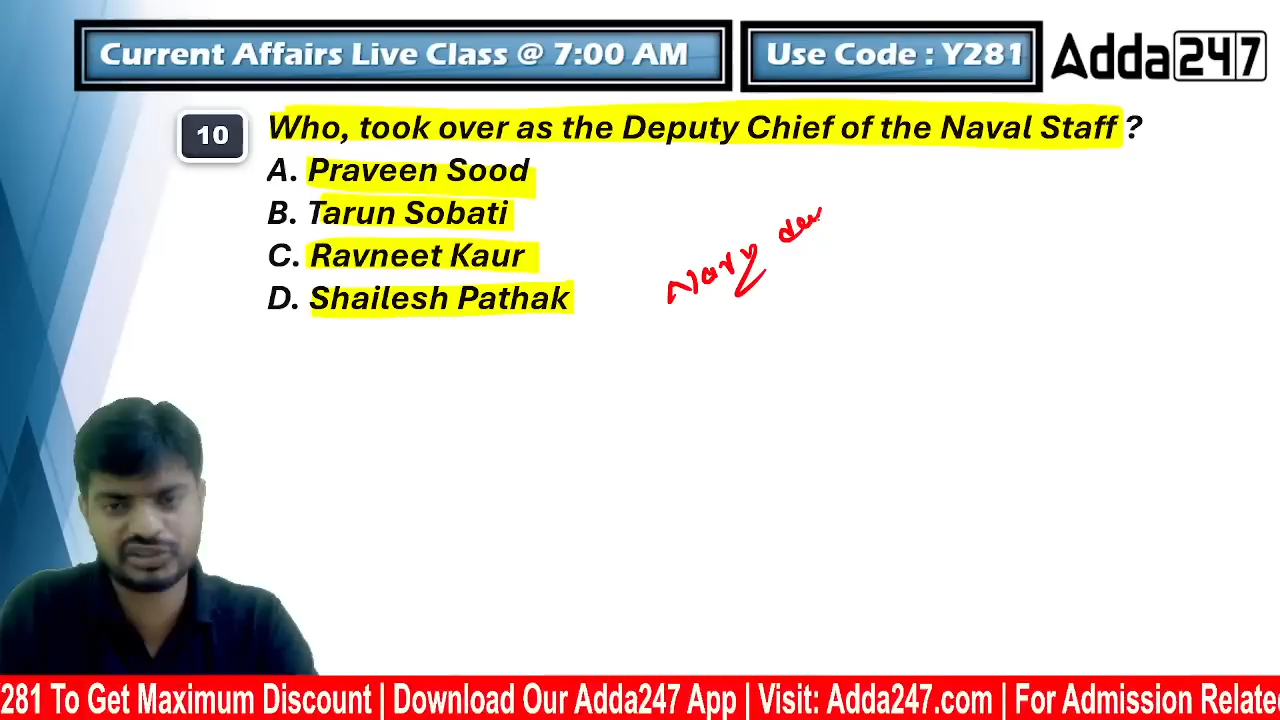 Current Affairs Live Class @ 7:00 AM
Use Code : Y281
Adda247
10
Who, took over as the Deputy Chief of the Naval Staff ?
A. Praveen Sood
B. Tarun Sobati
C. Ravneet Kaur
D. Shailesh Pathak
Navy
281 To Get Maximum Discount | Download Our Adda247 App | Visit: Adda247.com | For Admission Relate